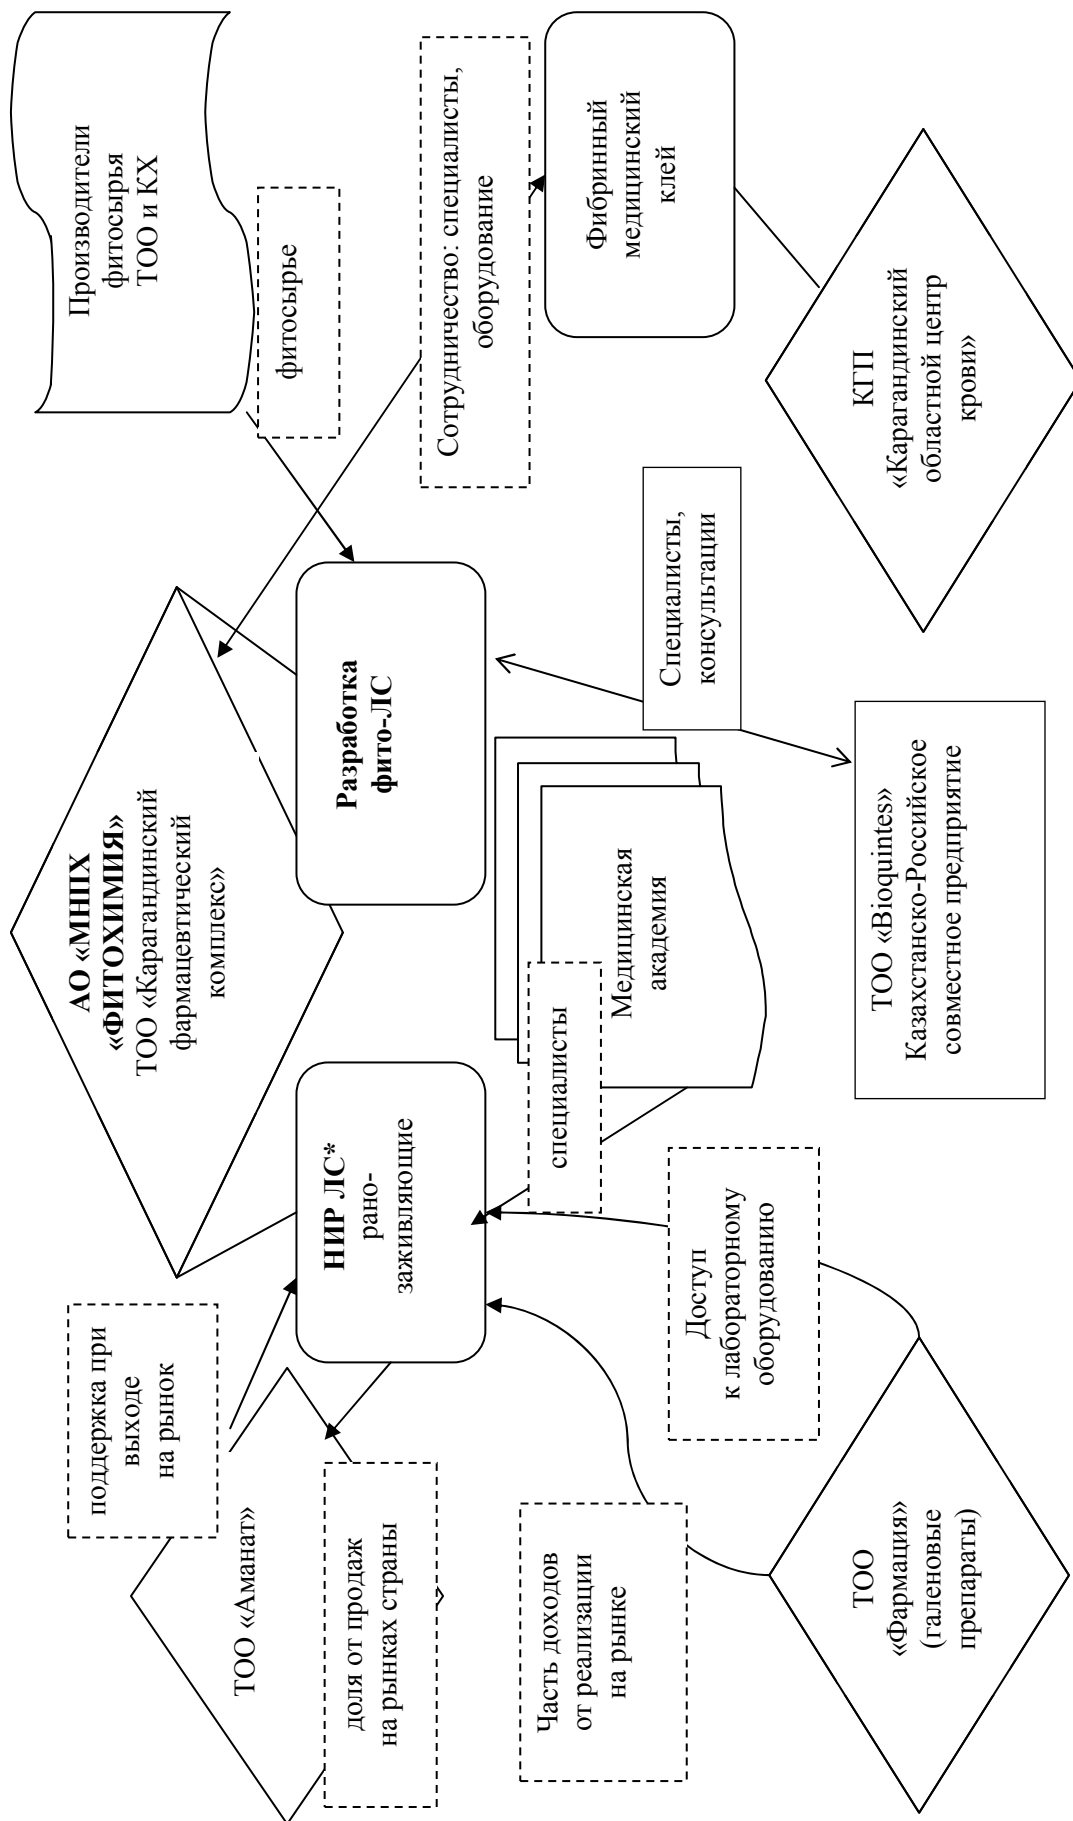 поддержка при
выходе
на рынок
ТОО «Аманат»
доля от продаж
на рынках страны
Часть доходов
от реализации
на рынке
ТОО
«Фармация»
(галеновые
препараты)
АО «МНПХ
«ФИТОХИМИЯ»
ТОО «Карагандинский
фармацевтический
комплекс»
НИР ЛС*
рано-
заживляющие
специалисты
Медицинская
академия
Доступ
к лабораторному
оборудованию
Разработка
фито-ЛС
Специалисты,
консультации
ТОО «Bioquintes»
Казахстанско-Российское
совместное предприятие
Производители
фитосырья
ТОО и КХ
фитосырье
Сотрудничество: специалисты,
оборудование
Фибринный
медицинский
клей
КГП
«Карагандинский
областной центр
крови»